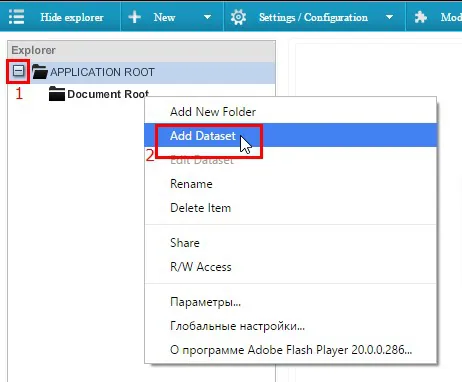 Hide explorer New Settings / Configuration
Explorer
APPLICATION ROOT
1
Document Root
Add New Folder
Add Dataset
2
Edit Dataset
Rename
Delete Item
Share
R/W Access
Параметры...
Глобальные настройки...
О программе Adobe Flash Player 20.0.0.286...